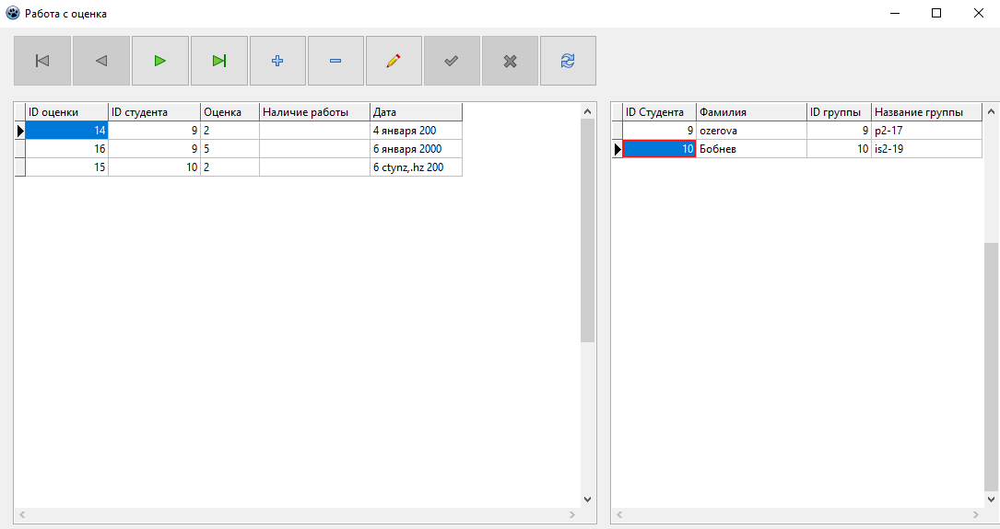 Работа с оценка
ID оценки ID студента Оценка Наличие работы Дата
14 9 2 4 января 200
16 9 5 6 января 2000
15 10 2 6 ctynz,.hz 200
ID Студента Фамилия ID группы Название группы
9 ozerova 9 p2-17
10 Бобнев 10 is2-19